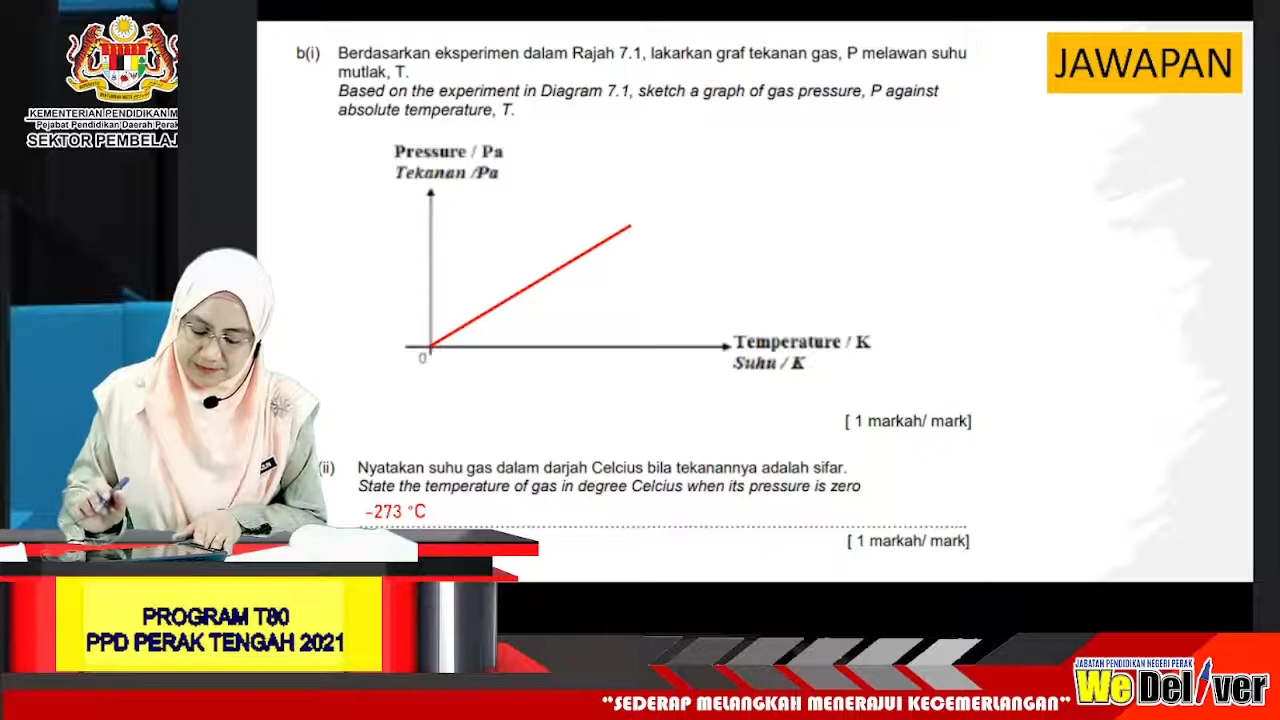 b(i) Berdasarkan eksperimen dalam Rajah 7.1, lakarkan graf tekanan gas, P melawan suhu
mutlak, T.
Based on the experiment in Diagram 7.1, sketch a graph of gas pressure, P against
absolute temperature, T.
JAWAPAN
KEMENTERIAN PENDIDIKAN M
Pejabat Pendidikan Daerah Perak
SEKTOR PEMBELAJ
Pressure / Pa
Tekanan /Pa
0
Temperature / K
Suhu / K
[ 1 markah/ mark]
(ii) Nyatakan suhu gas dalam darjah Celcius bila tekanannya adalah sifar.
State the temperature of gas in degree Celcius when its pressure is zero
-273 °C
[ 1 markah/ mark]
PROGRAM T80
PPD PERAK TENGAH 2021
JABATAN PENDIDIKAN NEGERI PERAK
We Deliver
"SEDERAP MELANGKAH MENERAJUI KECEMERLANGAN"